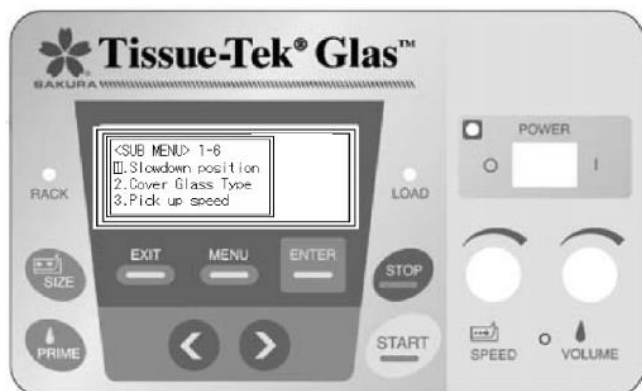 Tissue-Tek® Glas™
SAKURA
<SUB MENU> 1-6
1.Slowdown position
2.Cover Glass Type
3.Pick up speed
RACK
LOAD
POWER
O I
EXIT MENU ENTER
SIZE
STOP
PRIME
START
SPEED
VOLUME